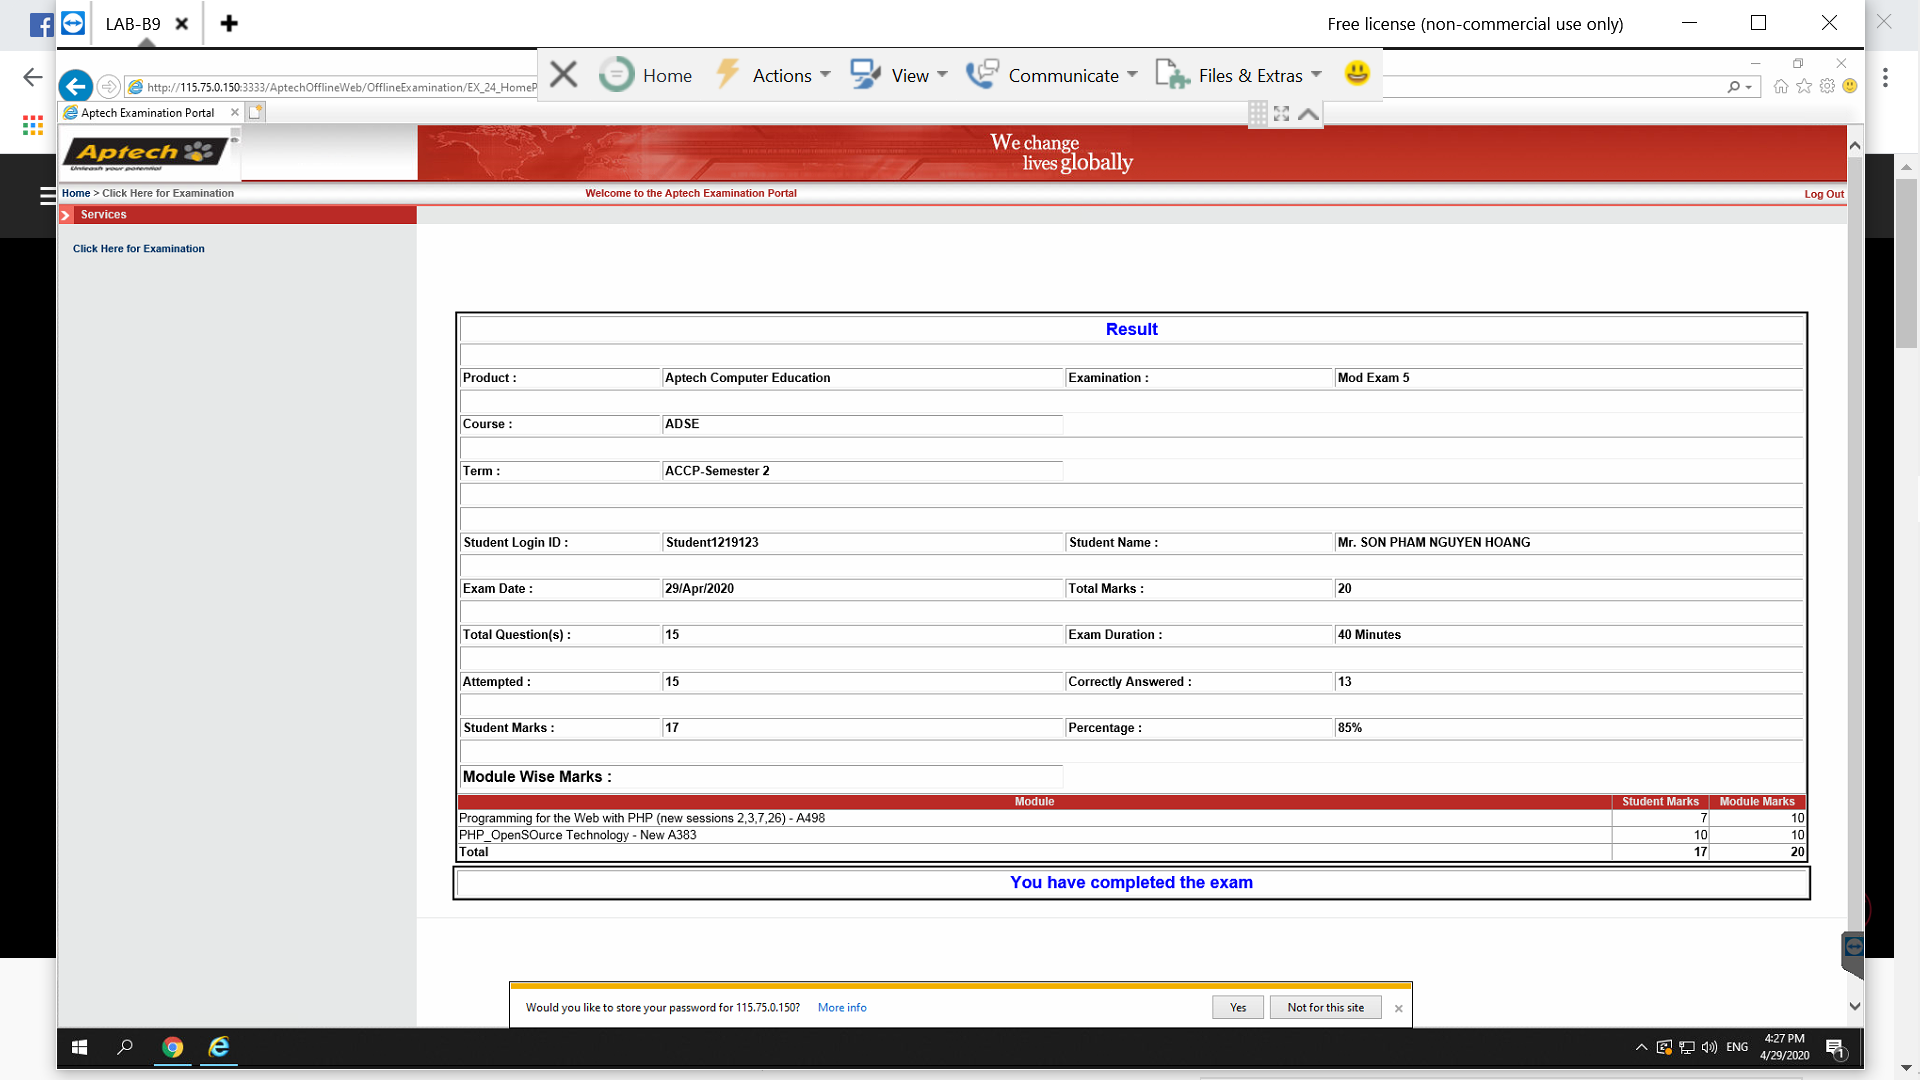 LAB-B9
Free license (non-commercial use only)
Home
Actions
View
Communicate
Files & Extras
http://115.75.0.150:3333/AptechOfflineWeb/OfflineExamination/EX_24_HomeP
Aptech Examination Portal
Aptech
Unleash your potential
We change
lives globally
Home > Click Here for Examination
Welcome to the Aptech Examination Portal
Log Out
Services
Click Here for Examination
Result
Product : Aptech Computer Education Examination : Mod Exam 5
Course : ADSE
Term : ACCP-Semester 2
Student Login ID : Student1219123 Student Name : Mr. SON PHAM NGUYEN HOANG
Exam Date : 29/Apr/2020 Total Marks : 20
Total Question(s) : 15 Exam Duration : 40 Minutes
Attempted : 15 Correctly Answered : 13
Student Marks : 17 Percentage : 85%
Module Wise Marks :
Module Student Marks Module Marks
Programming for the Web with PHP (new sessions 2,3,7,26) - A498 7 10
PHP_OpenSOurce Technology - New A383 10 10
Total 17 20
You have completed the exam
Would you like to store your password for 115.75.0.150? More info Yes Not for this site
ENG
4:27 PM
4/29/2020
1